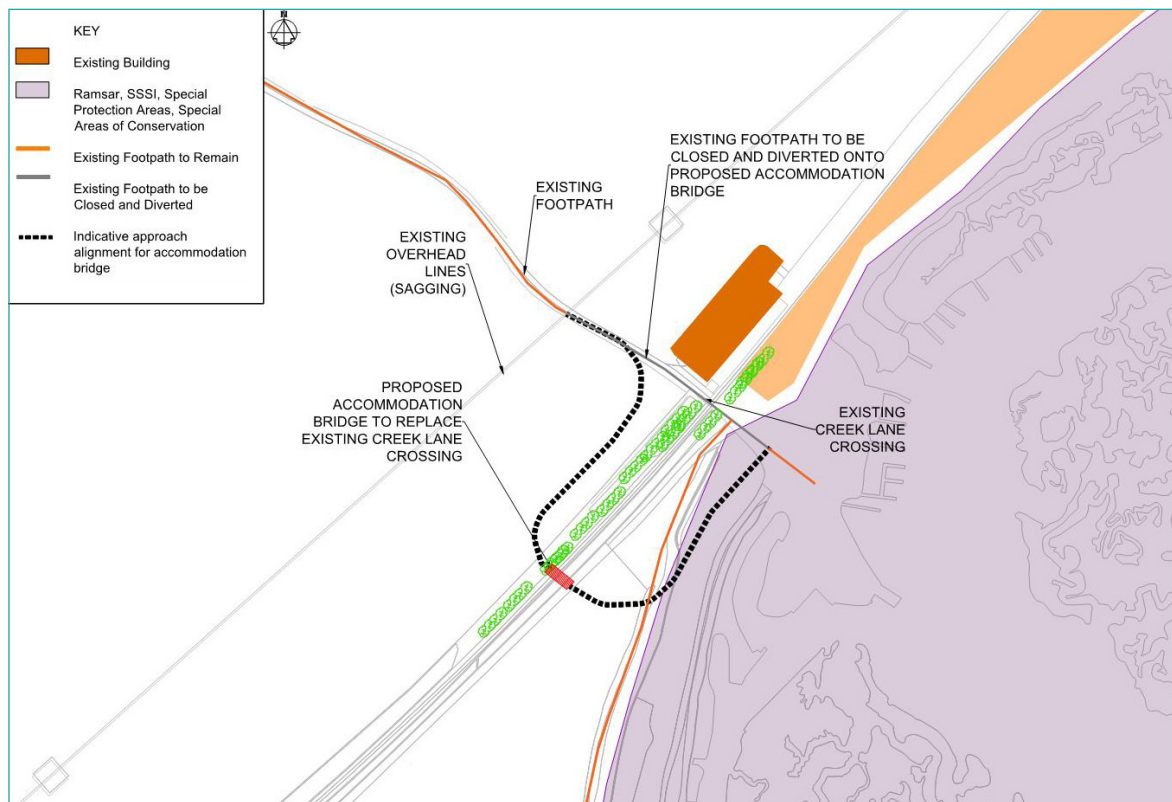 KEY
Existing Building
Ramsar, SSSI, Special
Protection Areas, Special
Areas of Conservation
Existing Footpath to Remain
Existing Footpath to be
Closed and Diverted
Indicative approach
alignment for accommodation
bridge
N
EXISTING FOOTPATH TO BE
CLOSED AND DIVERTED ONTO
PROPOSED ACCOMMODATION
BRIDGE
EXISTING
FOOTPATH
EXISTING
OVERHEAD
LINES
(SAGGING)
PROPOSED
ACCOMMODATION
BRIDGE TO REPLACE
EXISTING CREEK LANE
CROSSING
EXISTING
CREEK LANE
CROSSING